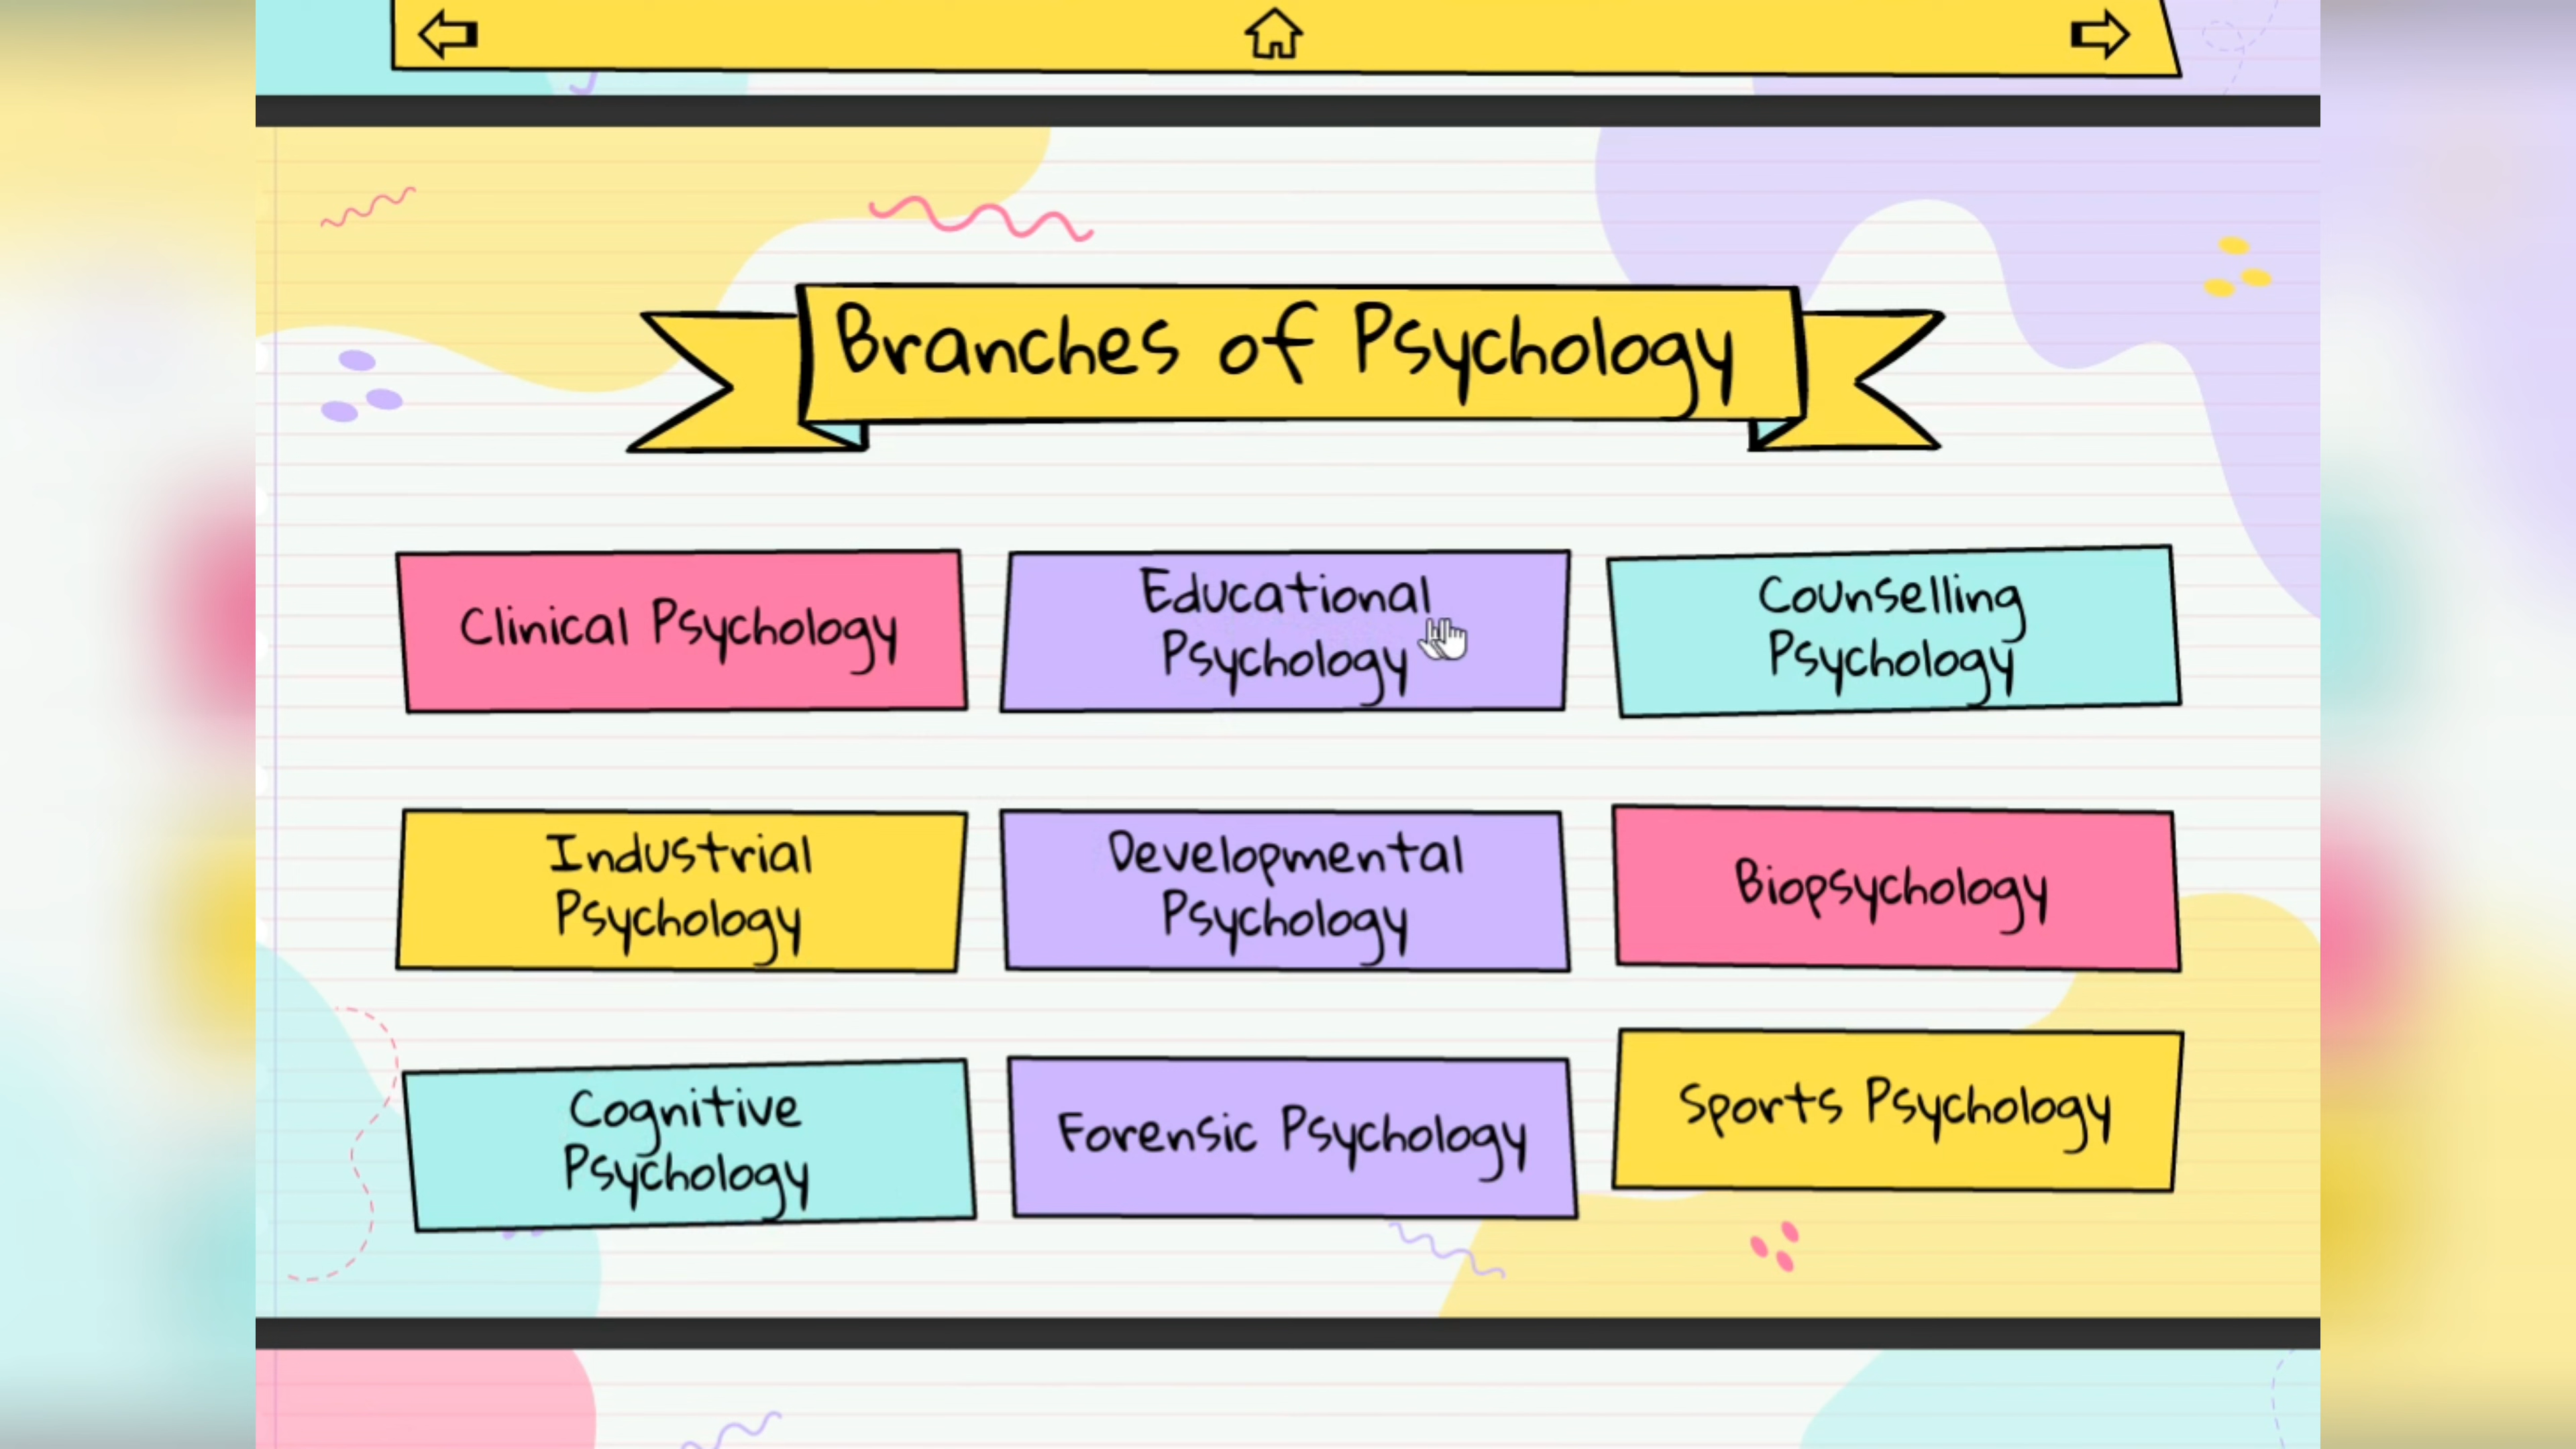 Branches of Psychology
Clinical Psychology
Educational
Psychology
Counselling
Psychology
Industrial
Psychology
Developmental
Psychology
Biopsychology
Cognitive
Psychology
Forensic Psychology
Sports Psychology